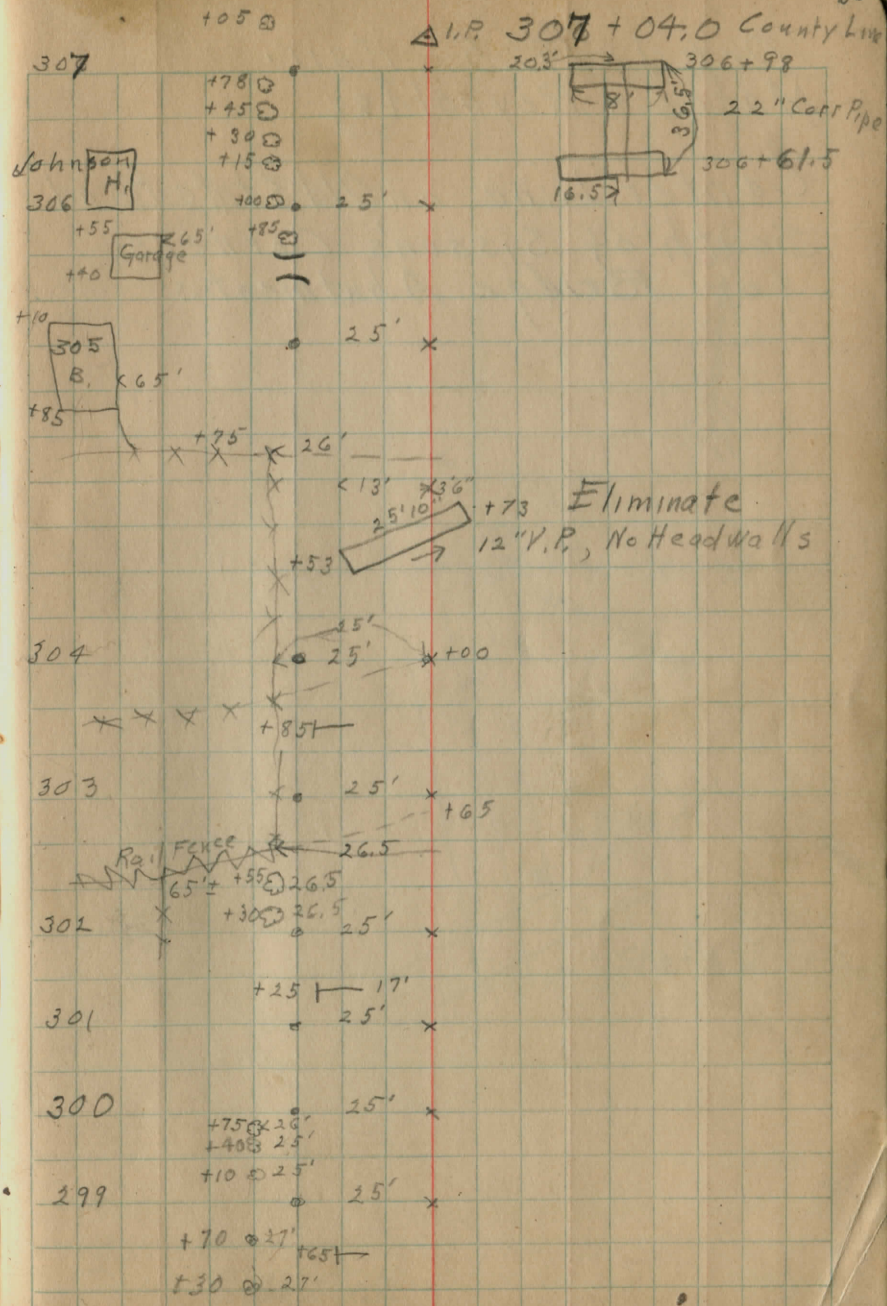 +05 △ I.P. 307 + 04.0 County Line
307 20.3' 306+98
+78
+45 8' 36.5' 22" Corr Pipe
+30
Johnson H. +15 306+61.5
306 +00 25' 16.5
+55 65' +85
Garage
+40
+10
305 25'
B. 65'
+85
+75 26'
13' 3'6"
25'10" +73 Eliminate
12" V.P., No Headwalls
+53
25'
304 25' +00
+85
303 25'
+65
Rail Fence 26.5
65'± +55 26.5
+30 26.5
302 25'
+25 17'
301 25'
300 25'
+75 26'
+40 25'
+10 25'
299 25'
+70 27'
+65
+30 27'